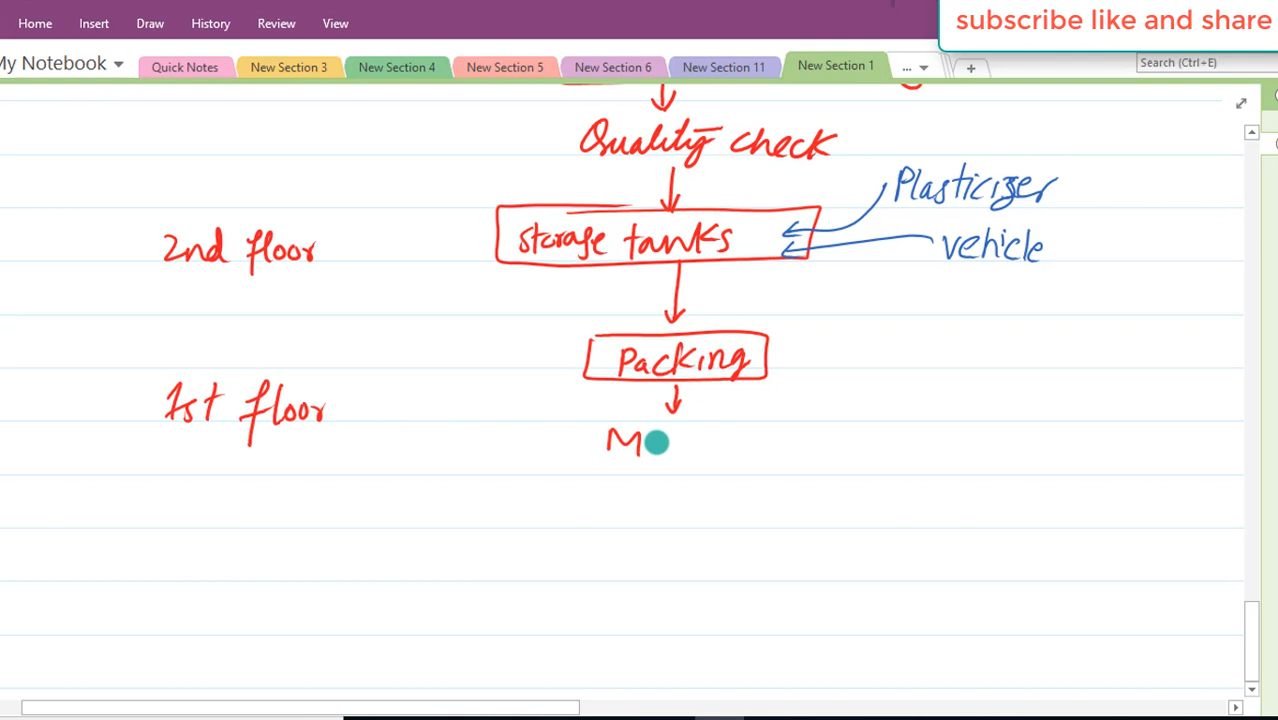 Home Insert Draw History Review View
subscribe like and share
My Notebook Quick Notes New Section 3 New Section 4 New Section 5 New Section 6 New Section 11 New Section 1 ... + Search (Ctrl+E)
Quality check
Plasticizer
2nd floor storage tanks vehicle
Packing
1st floor
M